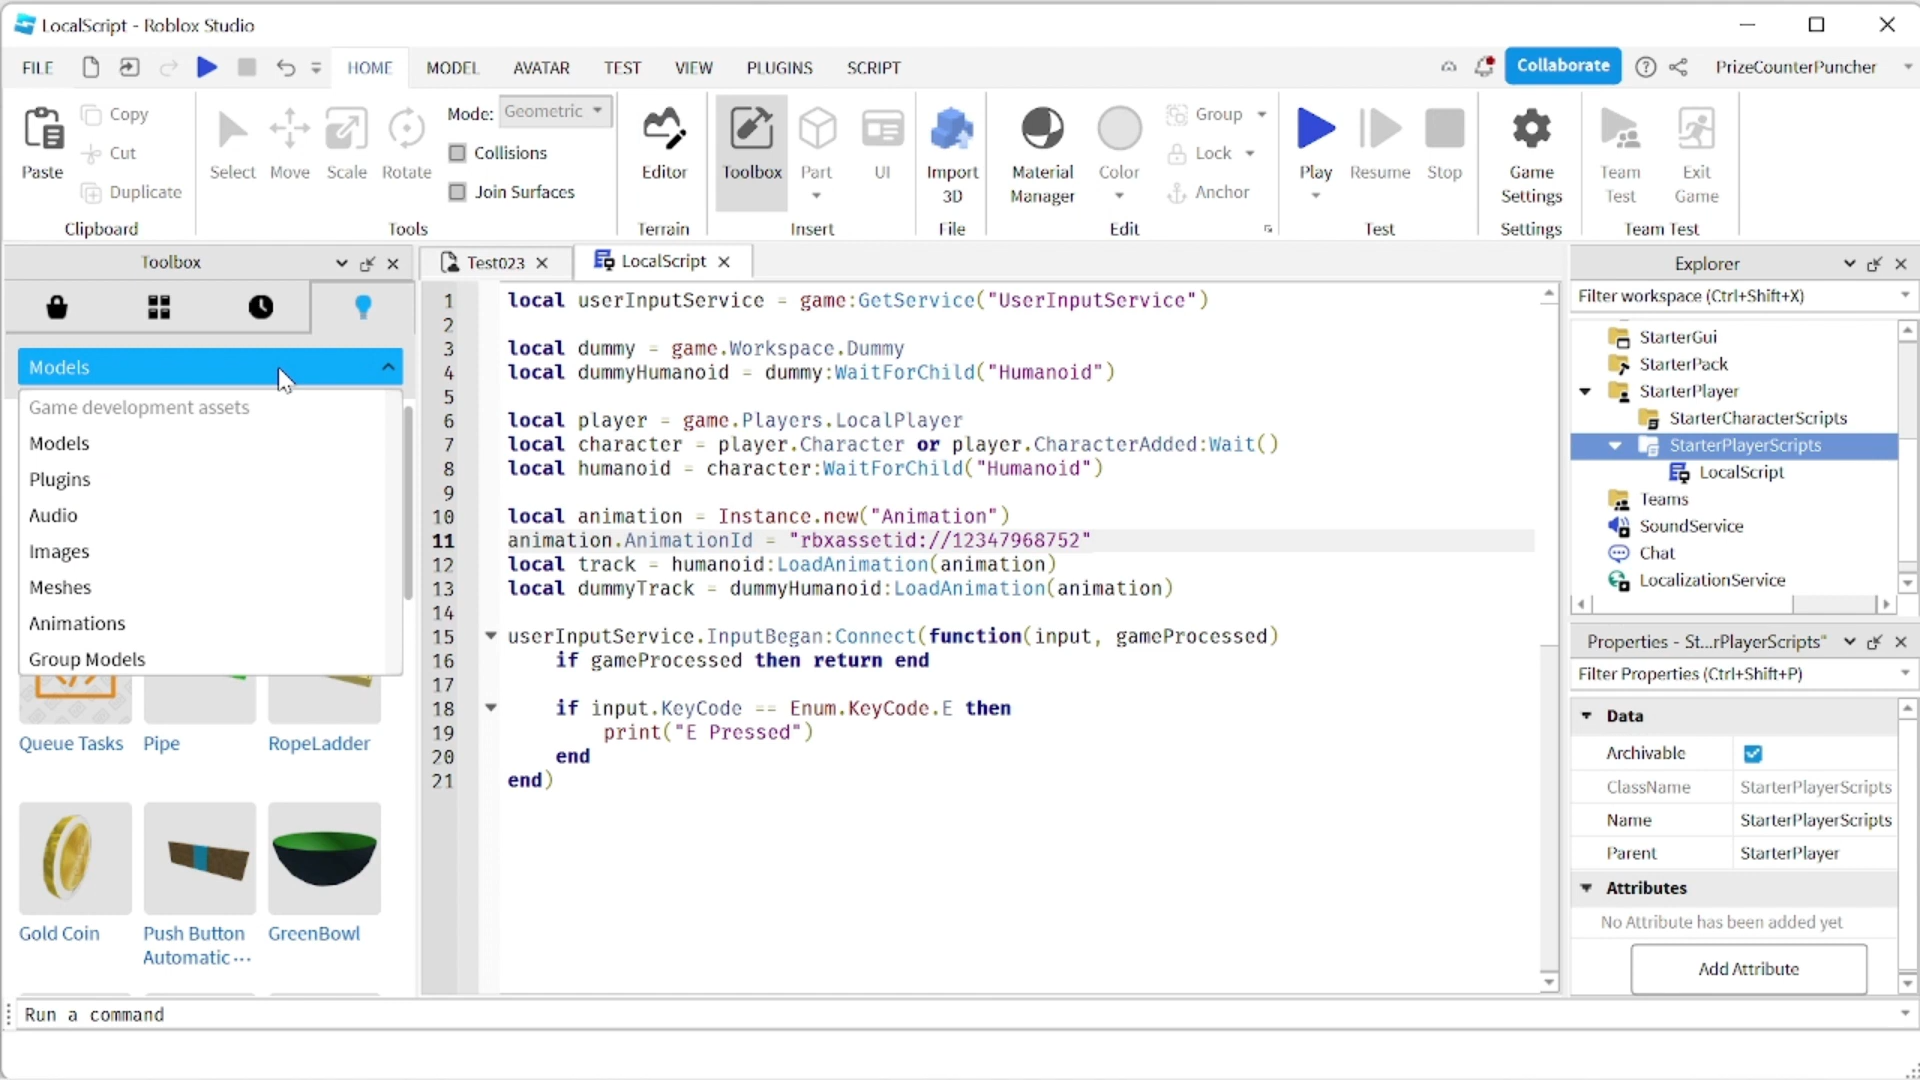 LocalScript - Roblox Studio
FILE HOME MODEL AVATAR TEST VIEW PLUGINS SCRIPT Collaborate PrizeCounterPuncher
Paste Copy Cut Duplicate
Clipboard
Select Move Scale Rotate
Mode: Geometric
Collisions
Join Surfaces
Tools
Editor
Terrain
Toolbox Part UI
Insert
Import
3D
File
Material
Manager
Color
Group
Lock
Anchor
Edit
Play Resume Stop
Test
Game
Settings
Settings
Team
Test
Exit
Game
Team Test
Toolbox
Models
Game development assets
Models
Plugins
Audio
Images
Meshes
Animations
Group Models
Queue Tasks Pipe RopeLadder
Gold Coin Push Button
Automatic ··· GreenBowl
Test023 LocalScript
1 local userInputService = game:GetService("UserInputService")
2
3 local dummy = game.Workspace.Dummy
4 local dummyHumanoid = dummy:WaitForChild("Humanoid")
5
6 local player = game.Players.LocalPlayer
7 local character = player.Character or player.CharacterAdded:Wait()
8 local humanoid = character:WaitForChild("Humanoid")
9
10 local animation = Instance.new("Animation")
11 animation.AnimationId = "rbxassetid://12347968752"
12 local track = humanoid:LoadAnimation(animation)
13 local dummyTrack = dummyHumanoid:LoadAnimation(animation)
14
15 userInputService.InputBegan:Connect(function(input, gameProcessed)
16 if gameProcessed then return end
17
18 if input.KeyCode == Enum.KeyCode.E then
19 print("E Pressed")
20 end
21 end)
Explorer
Filter workspace (Ctrl+Shift+X)
StarterGui
StarterPack
StarterPlayer
StarterCharacterScripts
StarterPlayerScripts
LocalScript
Teams
SoundService
Chat
LocalizationService
Properties - St...rPlayerScripts"
Filter Properties (Ctrl+Shift+P)
Data
Archivable
ClassName StarterPlayerScripts
Name StarterPlayerScripts
Parent StarterPlayer
Attributes
No Attribute has been added yet
Add Attribute
Run a command